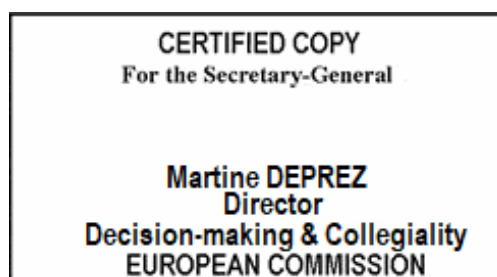 CERTIFIED COPY
For the Secretary-General
Martine DEPREZ
Director
Decision-making & Collegiality
EUROPEAN COMMISSION